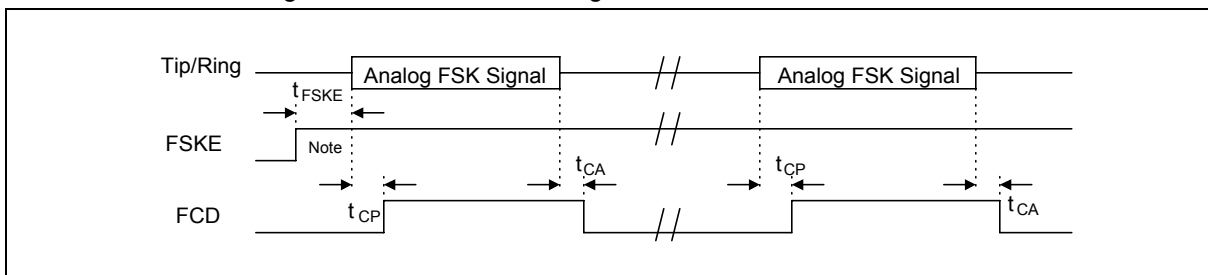 Tip/Ring
Analog FSK Signal
Analog FSK Signal
tFSKE
FSKE
Note
tCA
tCP
FCD
tCP
tCA